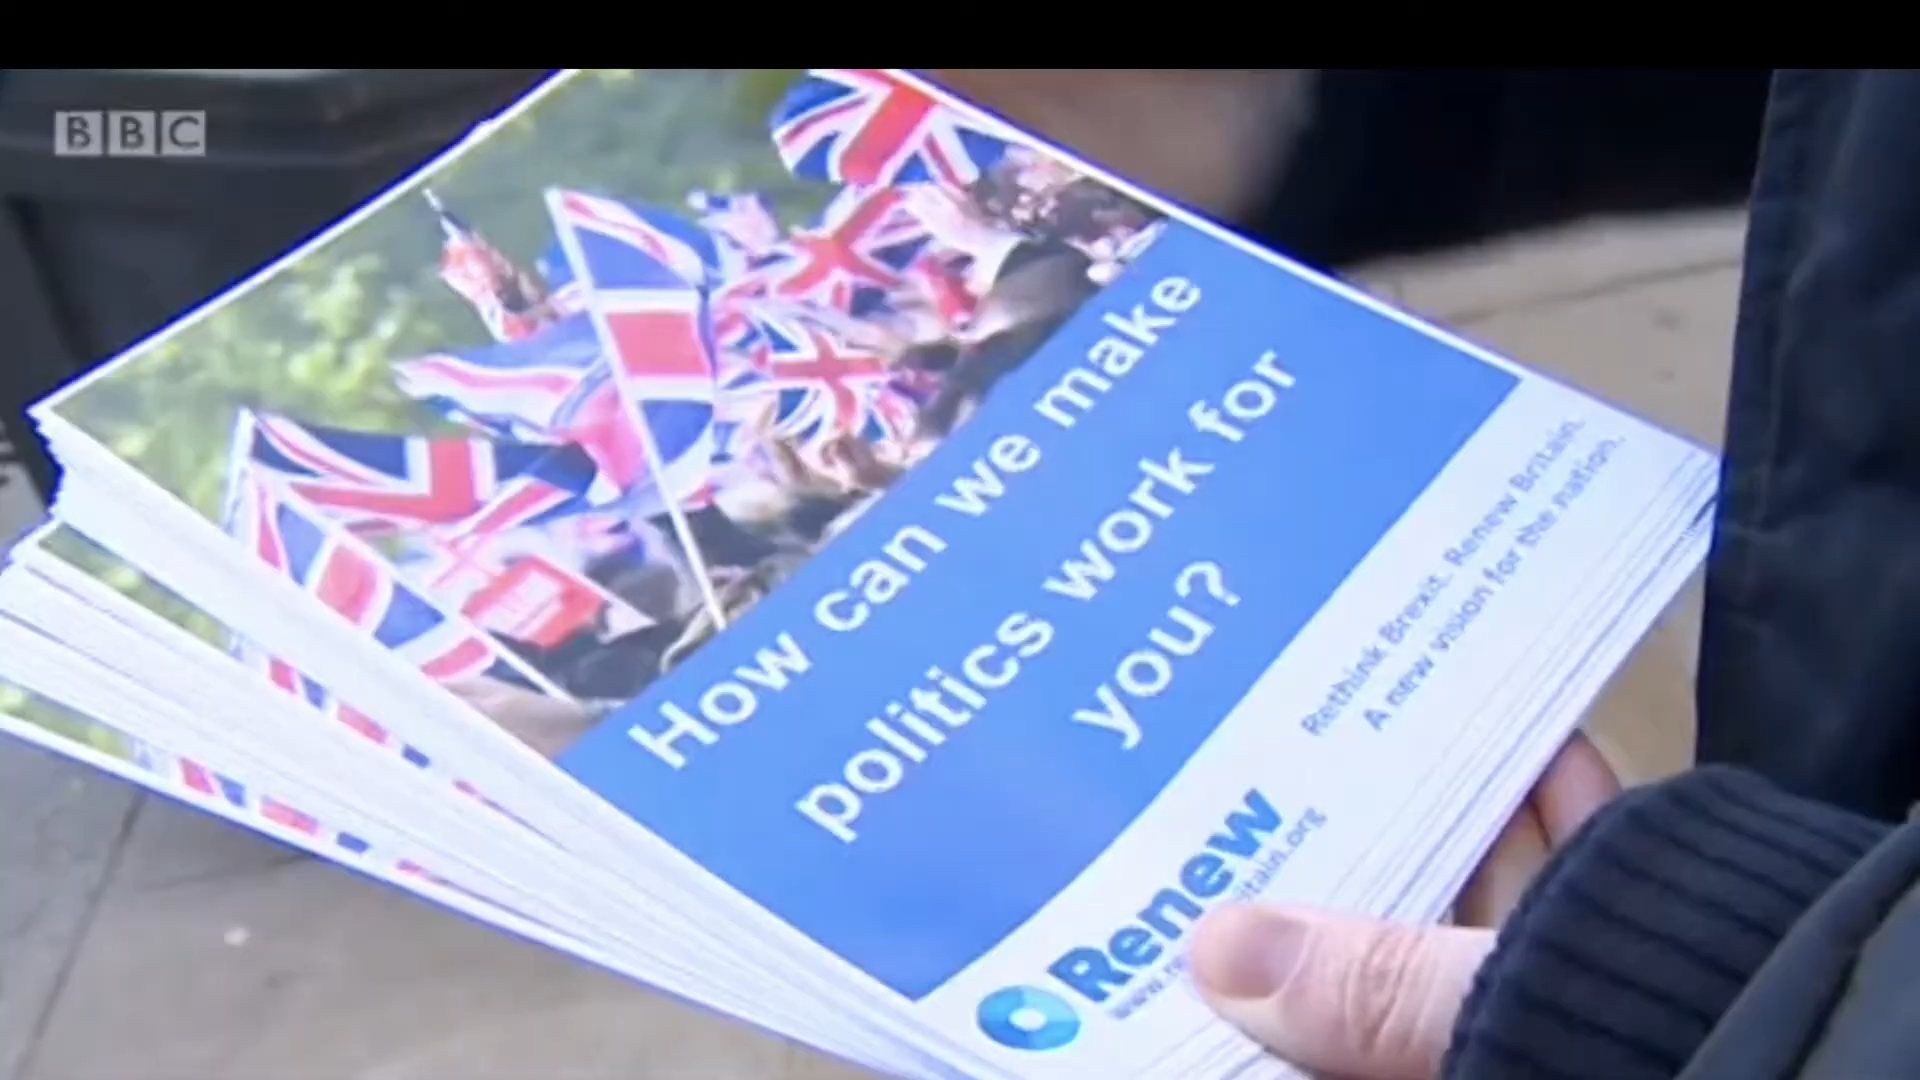 BBC
How can we make
politics work for
you?
Rethink Brexit. Renew Britain.
A new vision for the nation.
Renew